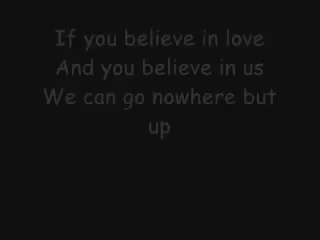 If you believe in love
And you believe in us
We can go nowhere but
up